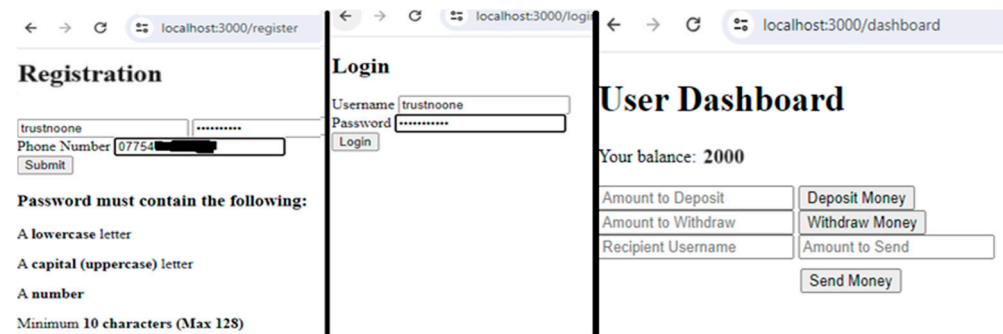 localhost:3000/register
Registration
trustnoone ••••••••••
Phone Number 07754
Submit
Password must contain the following:
A lowercase letter
A capital (uppercase) letter
A number
Minimum 10 characters (Max 128)
localhost:3000/login
Login
Username trustnoone
Password •••••••••••
Login
localhost:3000/dashboard
User Dashboard
Your balance: 2000
Amount to Deposit Deposit Money
Amount to Withdraw Withdraw Money
Recipient Username Amount to Send
Send Money